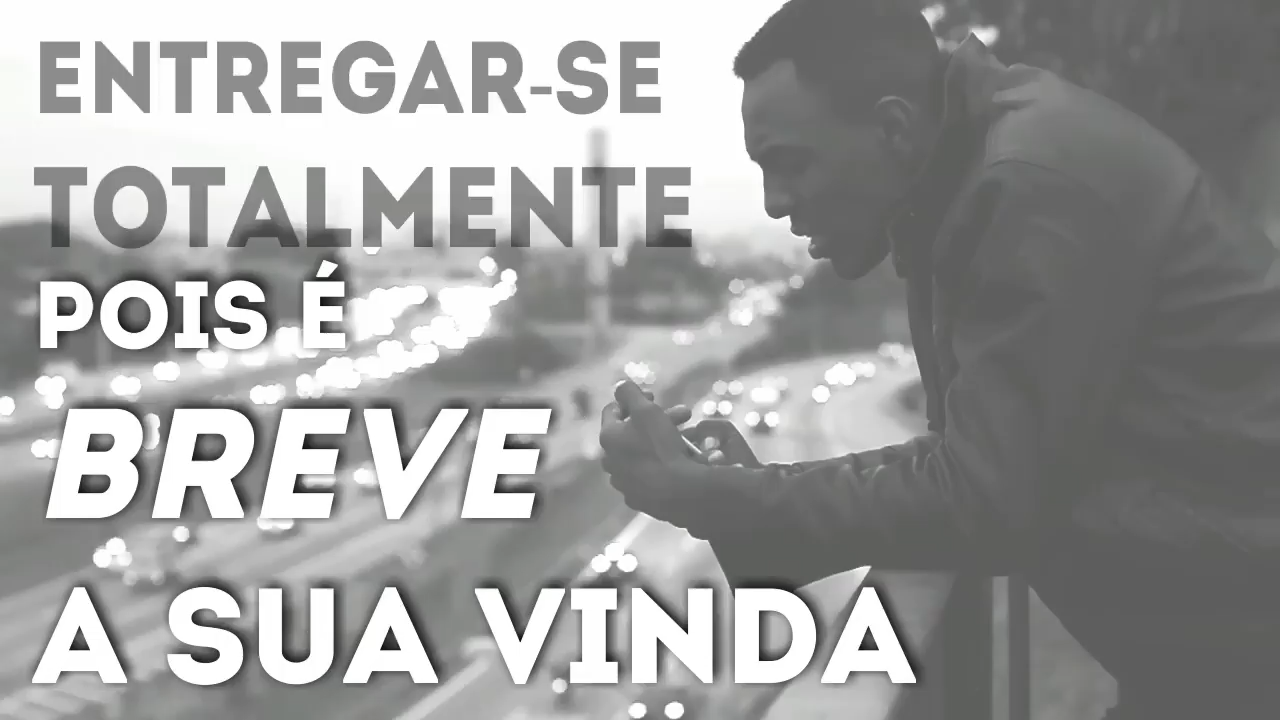 ENTREGAR-SE
TOTALMENTE
POIS É
BREVE
A SUA VINDA